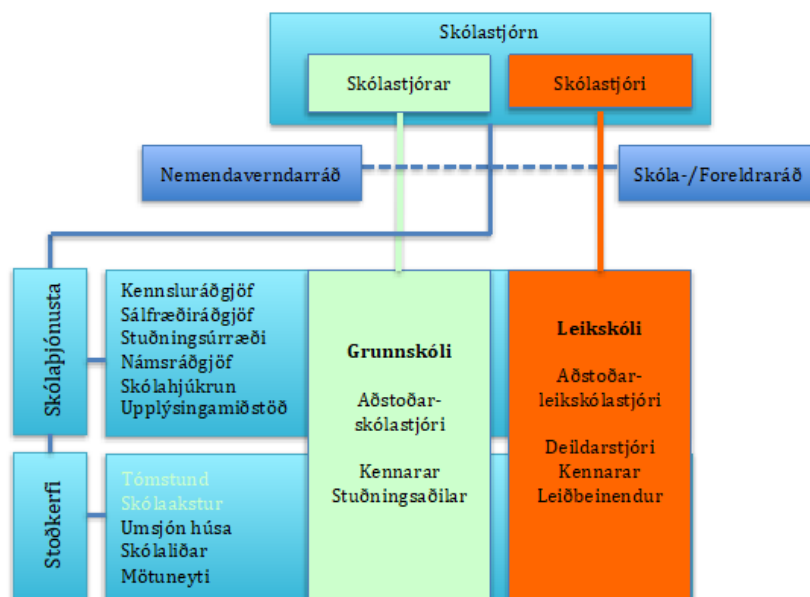 Skólastjórn
Skólastjórar
Skólastjóri
Nemendaverndarráð
Skóla-/Foreldraráð
Skólaþjónusta
Kennsluráðgjöf
Sálfræðiráðgjöf
Stuðningsúrræði
Námsráðgjöf
Skólahjúkrun
Upplýsingamiðstöð
Grunnskóli
Aðstoðar-
skólastjóri
Kennarar
Stuðningsaðilar
Leikskóli
Aðstoðar-
leikskólastjóri
Deildarstjóri
Kennarar
Leiðbeinendur
Stoðkerfi
Tómstund
Skólaakstur
Umsjón húsa
Skólaliðar
Mötuneyti